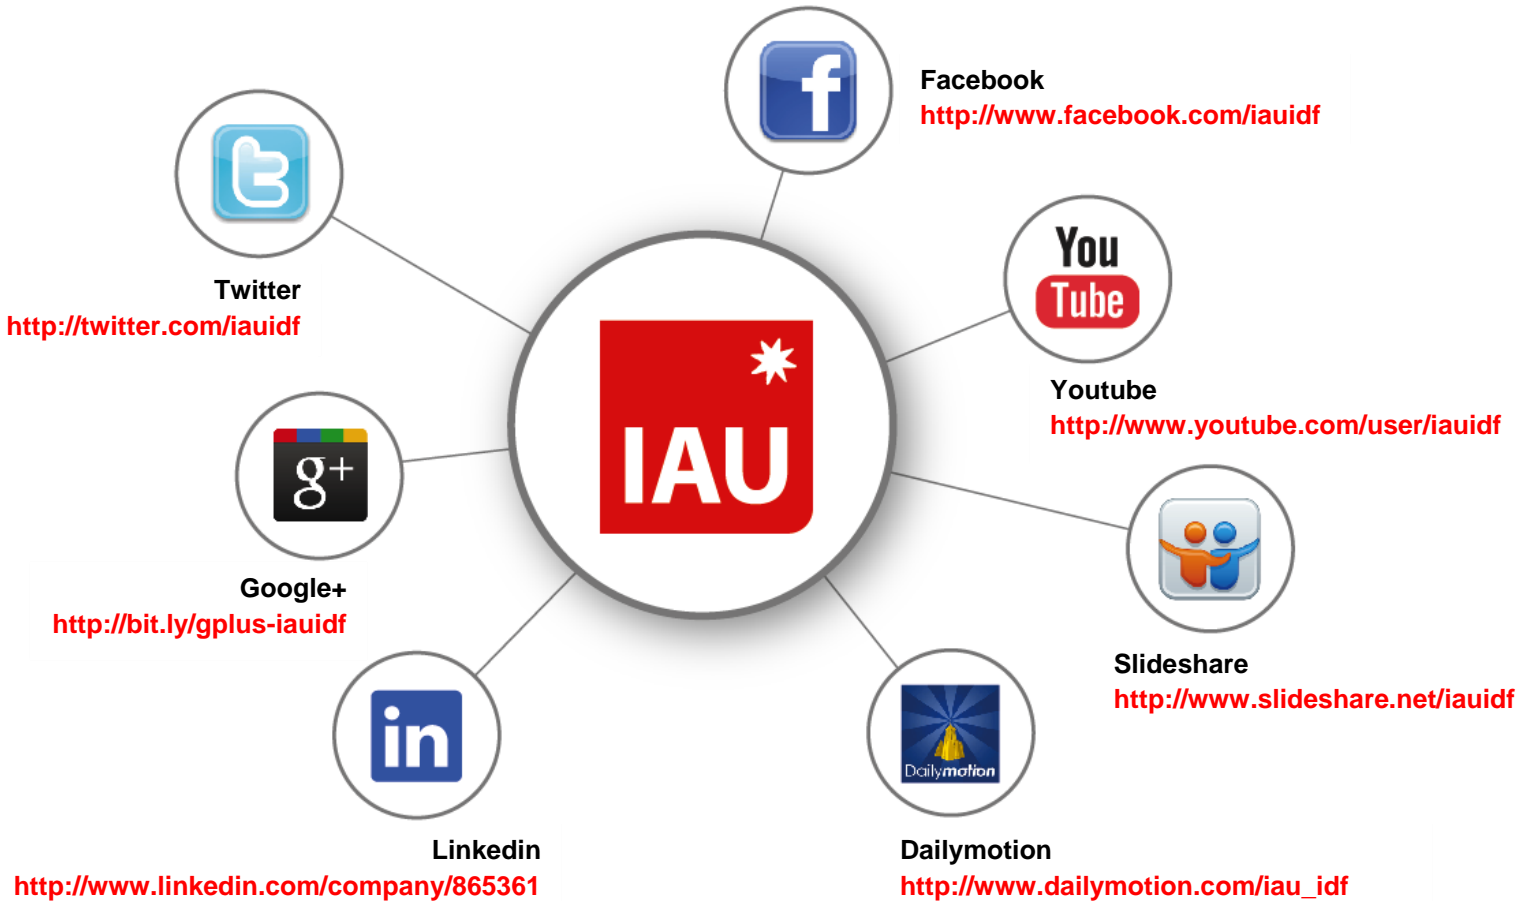 f
Facebook
http://www.facebook.com/iauidf
t
Twitter
http://twitter.com/iauidf
You
Tube
Youtube
http://www.youtube.com/user/iauidf
IAU
g+
Google+
http://bit.ly/gplus-iauidf
Slideshare
http://www.slideshare.net/iauidf
in
Linkedin
http://www.linkedin.com/company/865361
Dailymotion
Dailymotion
http://www.dailymotion.com/iau_idf